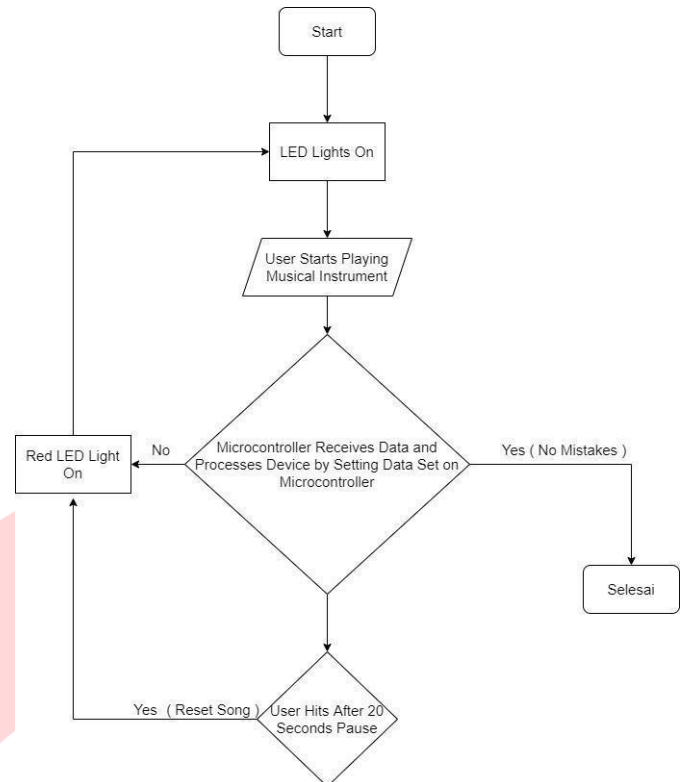 Start
LED Lights On
User Starts Playing
Musical Instrument
Microcontroller Receives Data and
Processes Device by Setting Data Set on
Microcontroller
No
Yes ( No Mistakes )
Red LED Light
On
Selesai
Yes ( Reset Song )
User Hits After 20
Seconds Pause